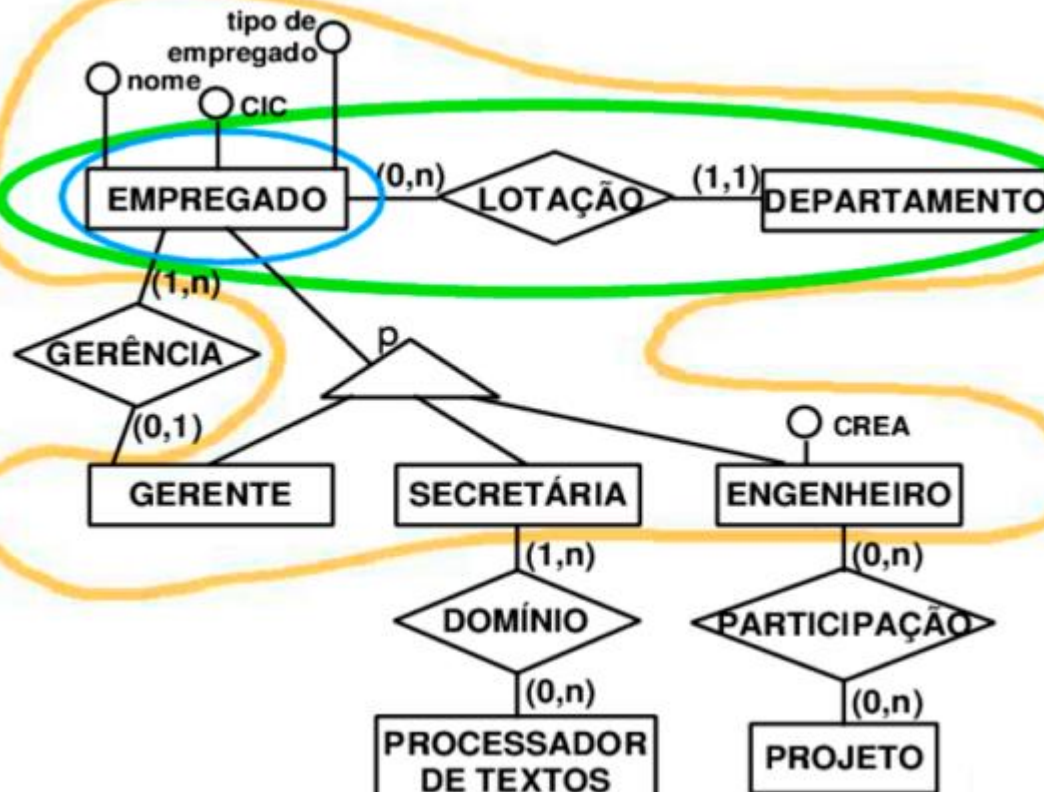 tipo de
empregado
nome
CIC
EMPREGADO
(0,n)
LOTAÇÃO
(1,1)
DEPARTAMENTO
(1,n)
GERÊNCIA
(0,1)
p
CREA
GERENTE
SECRETÁRIA
ENGENHEIRO
(1,n)
(0,n)
DOMÍNIO
PARTICIPAÇÃO
(0,n)
(0,n)
PROCESSADOR
DE TEXTOS
PROJETO